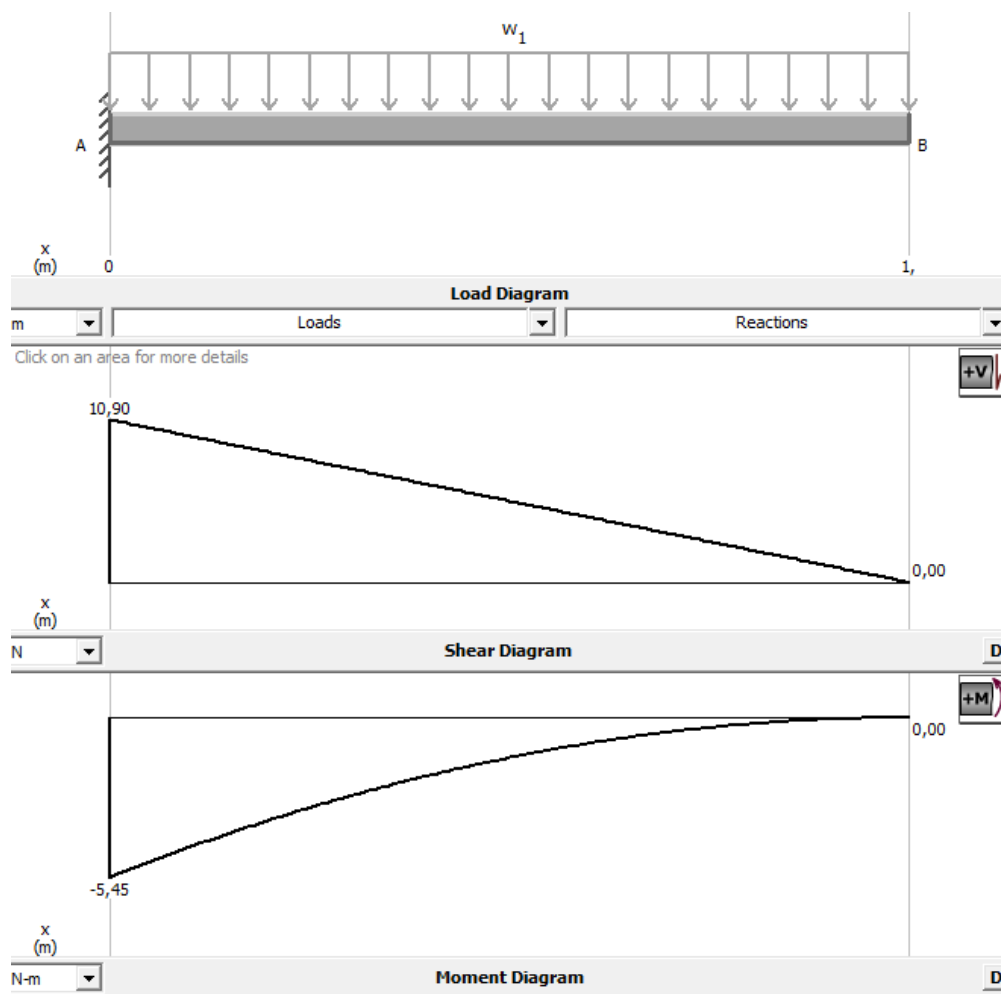 w1
A
B
x
(m)
0
1,
Load Diagram
m
Loads
Reactions
Click on an area for more details
+V
10,90
0,00
x
(m)
N
Shear Diagram
D
+M
0,00
-5,45
x
(m)
N-m
Moment Diagram
D